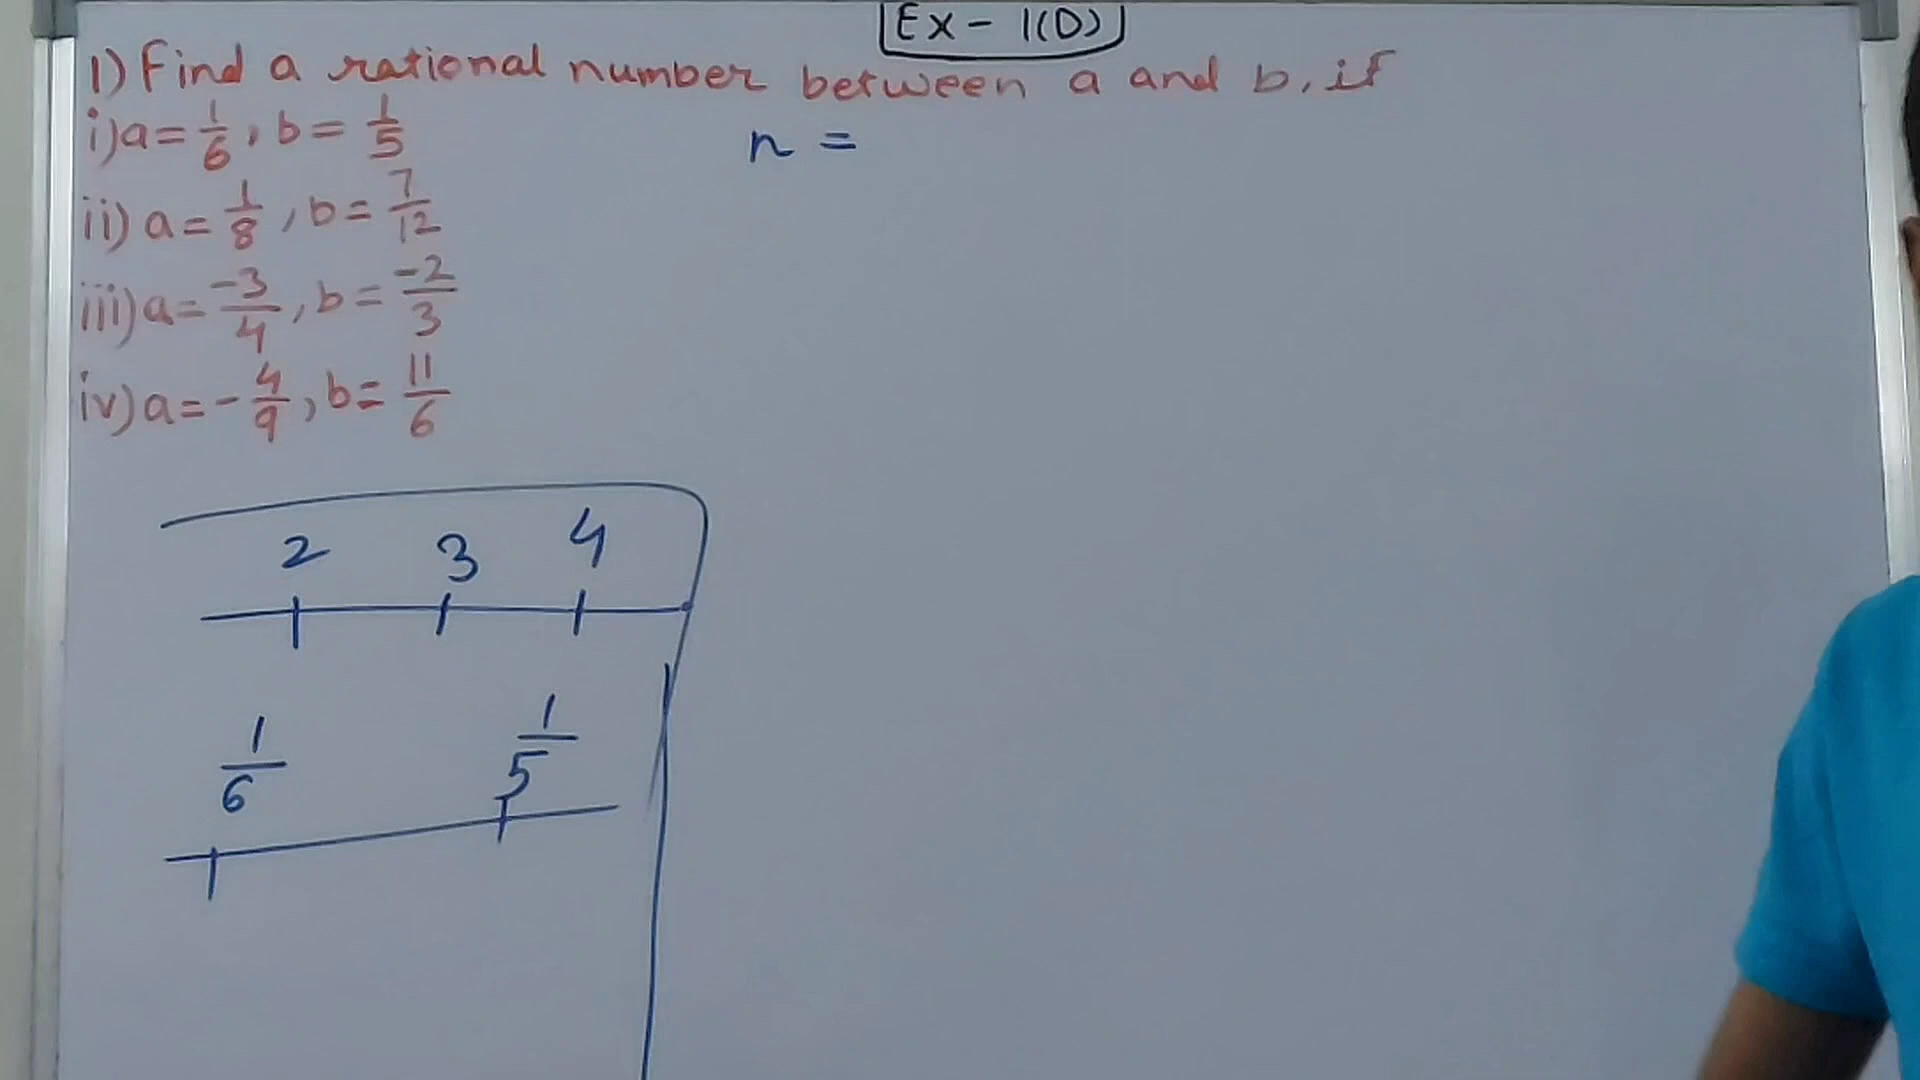 Ex - 1(D)
1) Find a rational number between a and b, if
i) a = 1/6, b = 1/5
n =
ii) a = 1/8, b = 7/12
iii) a = -3/4, b = -2/3
iv) a = -4/9, b = 11/6
2 3 4
1/6 1/5